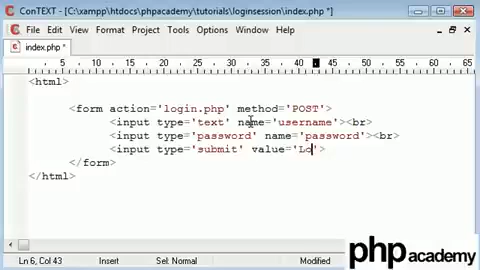 ConTEXT - [C:\xampp\htdocs\phpacademy\tutorials\loginsession\index.php *]
File Edit View Format Project Tools Options Window Help
index.php *
5 10 15 20 25 30 35 40 45 50 55 60 65
<html>
<form action='login.php' method='POST'>
<input type='text' name='username'><br>
<input type='password' name='password'><br>
<input type='submit' value='Lo'>
</form>
</html>
Ln 6, Col 43 Insert Sel: Normal Modified
php academy